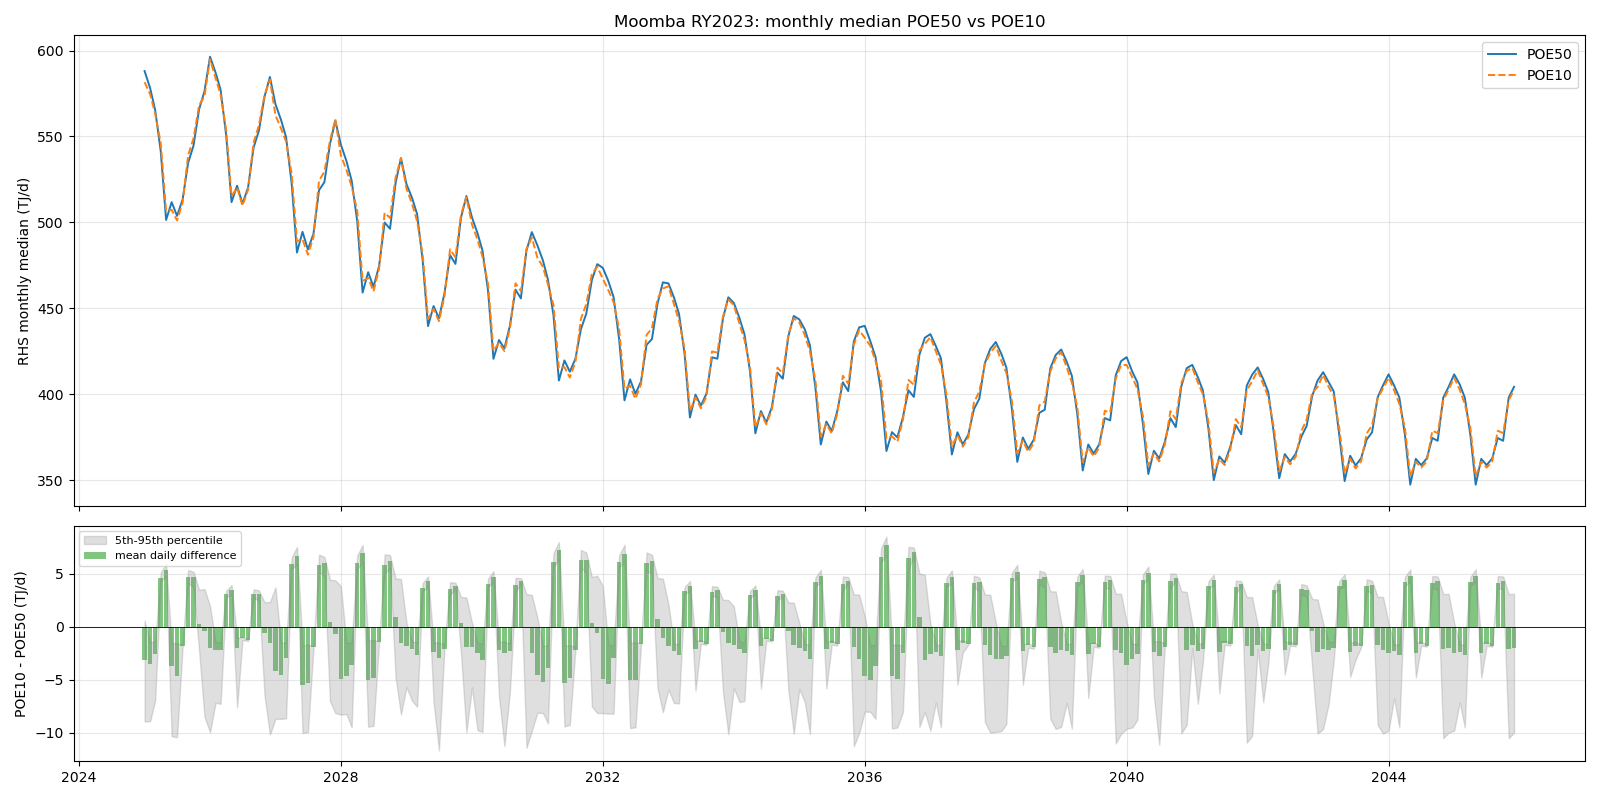 Moomba RY2023: monthly median POE50 vs POE10
POE50
POE10
RHS monthly median (TJ/d)
600
550
500
450
400
350
5th-95th percentile
mean daily difference
POE10 - POE50 (TJ/d)
5
0
−5
−10
2024
2028
2032
2036
2040
2044